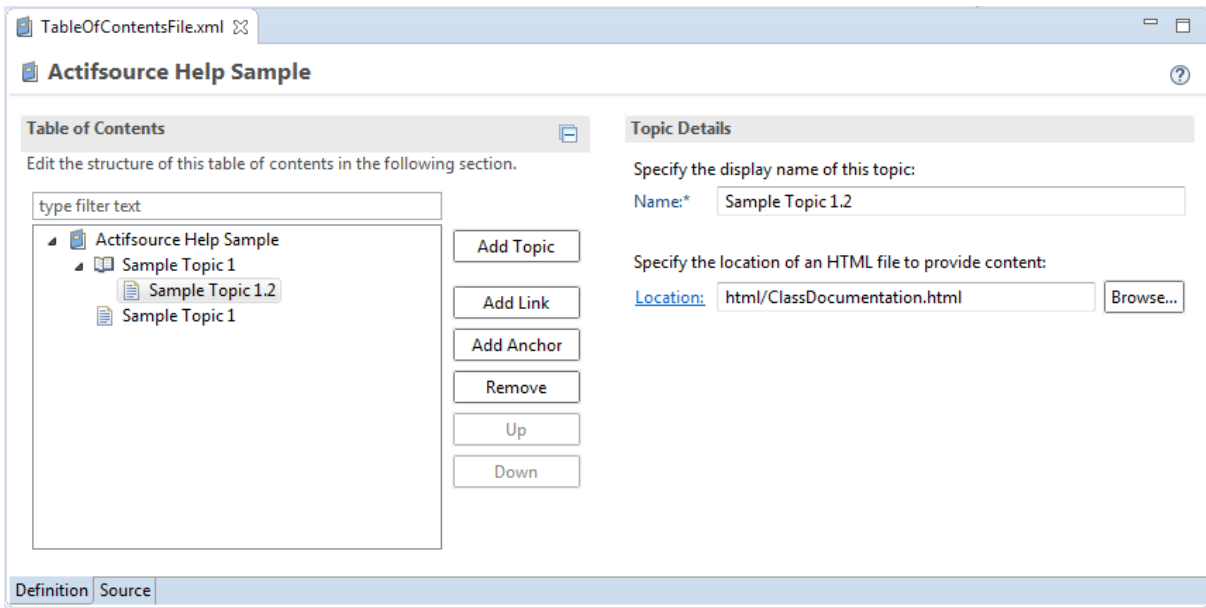 TableOfContentsFile.xml
Actifsource Help Sample
Table of Contents
Edit the structure of this table of contents in the following section.
type filter text
Actifsource Help Sample
Sample Topic 1
Sample Topic 1.2
Sample Topic 1
Add Topic
Add Link
Add Anchor
Remove
Up
Down
Topic Details
Specify the display name of this topic:
Name:* Sample Topic 1.2
Specify the location of an HTML file to provide content:
Location: html/ClassDocumentation.html Browse...
Definition Source